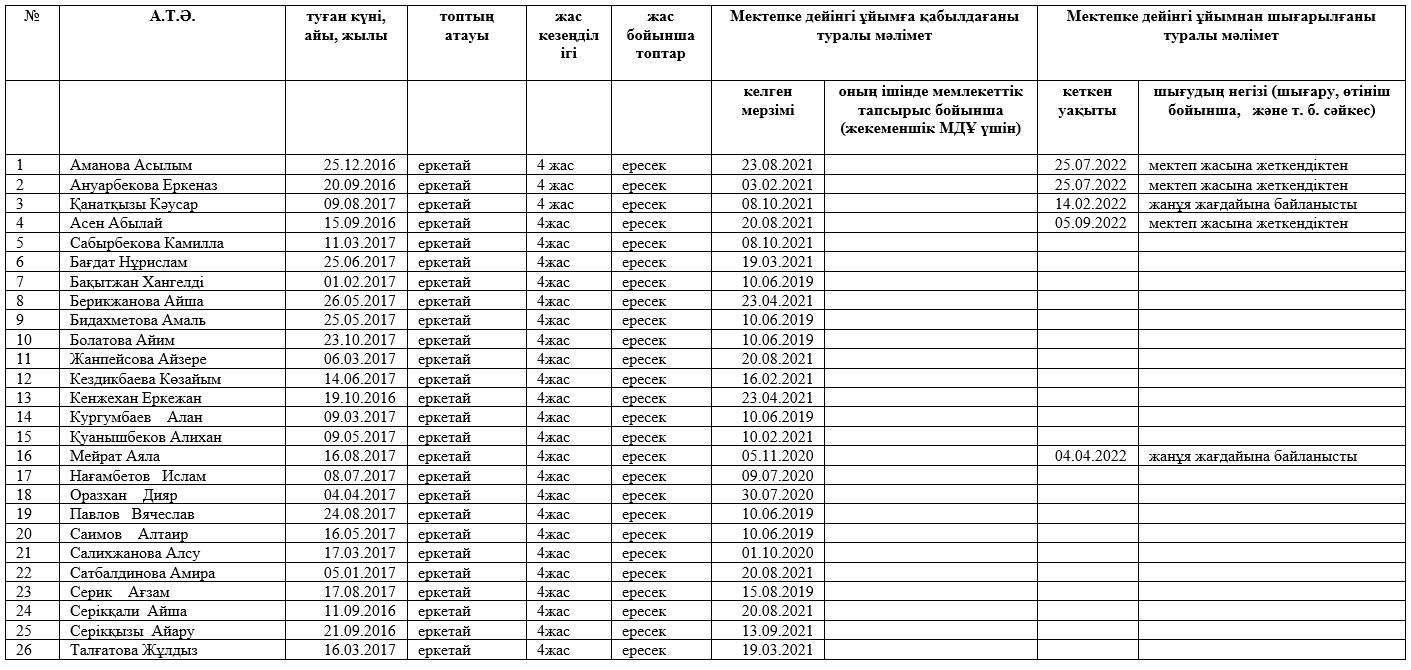 № А.Т.Ә. туған күні, айы, жылы топтың атауы жас кезеңділігі жас бойынша топтар Мектепке дейінгі ұйымға қабылдағаны туралы мәлімет Мектепке дейінгі ұйымнан шығарылғаны туралы мәлімет
келген мерзімі оның ішінде мемлекеттік тапсырыс бойынша (жекеменшік МДҰ үшін) кеткен уақыты шығудың негізі (шығару, өтініш бойынша, және т. б. сәйкес)
1 Аманова Асылым 25.12.2016 еркетай 4 жас ересек 23.08.2021 25.07.2022 мектеп жасына жеткендіктен
2 Ануарбекова Еркеназ 20.09.2016 еркетай 4 жас ересек 03.02.2021 25.07.2022 мектеп жасына жеткендіктен
3 Қанатқызы Кәусар 09.08.2017 еркетай 4 жас ересек 08.10.2021 14.02.2022 жанұя жағдайына байланысты
4 Асен Абылай 15.09.2016 еркетай 4жас ересек 20.08.2021 05.09.2022 мектеп жасына жеткендіктен
5 Сабырбекова Камилла 11.03.2017 еркетай 4жас ересек 08.10.2021
6 Бағдат Нұрислам 25.06.2017 еркетай 4жас ересек 19.03.2021
7 Бақытжан Хангелді 01.02.2017 еркетай 4жас ересек 10.06.2019
8 Берикжанова Айша 26.05.2017 еркетай 4жас ересек 23.04.2021
9 Бидахметова Амаль 25.05.2017 еркетай 4жас ересек 10.06.2019
10 Болатова Айим 23.10.2017 еркетай 4жас ересек 10.06.2019
11 Жанпейсова Айзере 06.03.2017 еркетай 4жас ересек 20.08.2021
12 Кездикбаева Көзайым 14.06.2017 еркетай 4жас ересек 16.02.2021
13 Кенжехан Еркежан 19.10.2016 еркетай 4жас ересек 23.04.2021
14 Кургумбаев Алан 09.03.2017 еркетай 4жас ересек 10.06.2019
15 Қуанышбеков Алихан 09.05.2017 еркетай 4жас ересек 10.02.2021
16 Мейрат Аяла 16.08.2017 еркетай 4жас ересек 05.11.2020 04.04.2022 жанұя жағдайына байланысты
17 Нағамбетов Ислам 08.07.2017 еркетай 4жас ересек 09.07.2020
18 Оразхан Дияр 04.04.2017 еркетай 4жас ересек 30.07.2020
19 Павлов Вячеслав 24.08.2017 еркетай 4жас ересек 10.06.2019
20 Саимов Алтаир 16.05.2017 еркетай 4жас ересек 10.06.2019
21 Салихжанова Алсу 17.03.2017 еркетай 4жас ересек 01.10.2020
22 Сатбалдинова Амира 05.01.2017 еркетай 4жас ересек 20.08.2021
23 Серик Ағзам 17.08.2017 еркетай 4жас ересек 15.08.2019
24 Серікқали Айша 11.09.2016 еркетай 4жас ересек 20.08.2021
25 Серікқызы Айару 21.09.2016 еркетай 4жас ересек 13.09.2021
26 Талғатова Жұлдыз 16.03.2017 еркетай 4жас ересек 19.03.2021